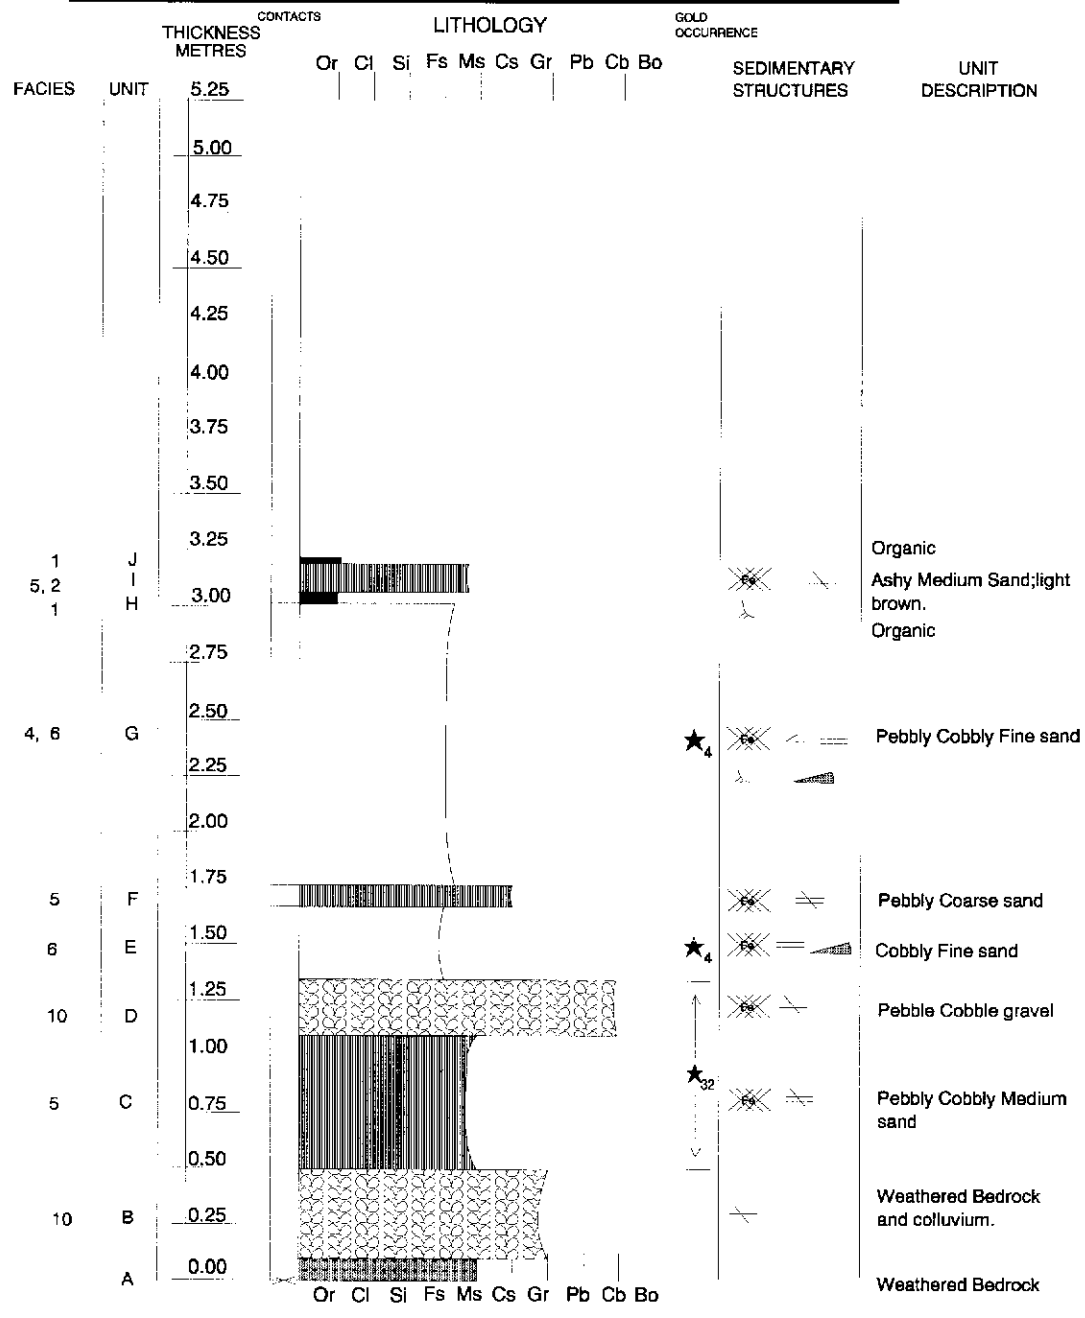 CONTACTS
LITHOLOGY
GOLD
OCCURRENCE
THICKNESS
METRES
Or Cl Si Fs Ms Cs Gr Pb Cb Bo
SEDIMENTARY
STRUCTURES
UNIT
DESCRIPTION
FACIES
UNIT
5.25
5.00
4.75
4.50
4.25
4.00
3.75
3.50
3.25
Organic
1 J
5, 2 I
Fe
Ashy Medium Sand;light
brown.
1 H 3.00
Organic
2.75
2.50
4, 6 G
4
Fe
Pebbly Cobbly Fine sand
2.25
2.00
1.75
5 F
Fe
Pebbly Coarse sand
1.50
6 E
4
Fe
Cobbly Fine sand
1.25
10 D
Fe
Pebble Cobble gravel
1.00
32
5 C 0.75
Fe
Pebbly Cobbly Medium
sand
0.50
Weathered Bedrock
and colluvium.
10 B 0.25
0.00
A
Weathered Bedrock
Or Cl Si Fs Ms Cs Gr Pb Cb Bo